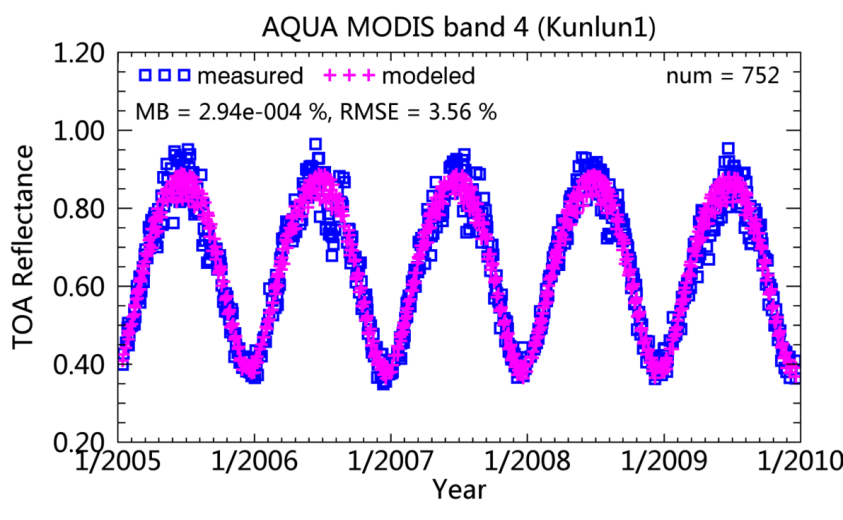 AQUA MODIS band 4 (Kunlun1)
measured modeled num = 752
MB = 2.94e-004 %, RMSE = 3.56 %
TOA Reflectance
1.20
1.00
0.80
0.60
0.40
0.20
1/2005 1/2006 1/2007 1/2008 1/2009 1/2010
Year